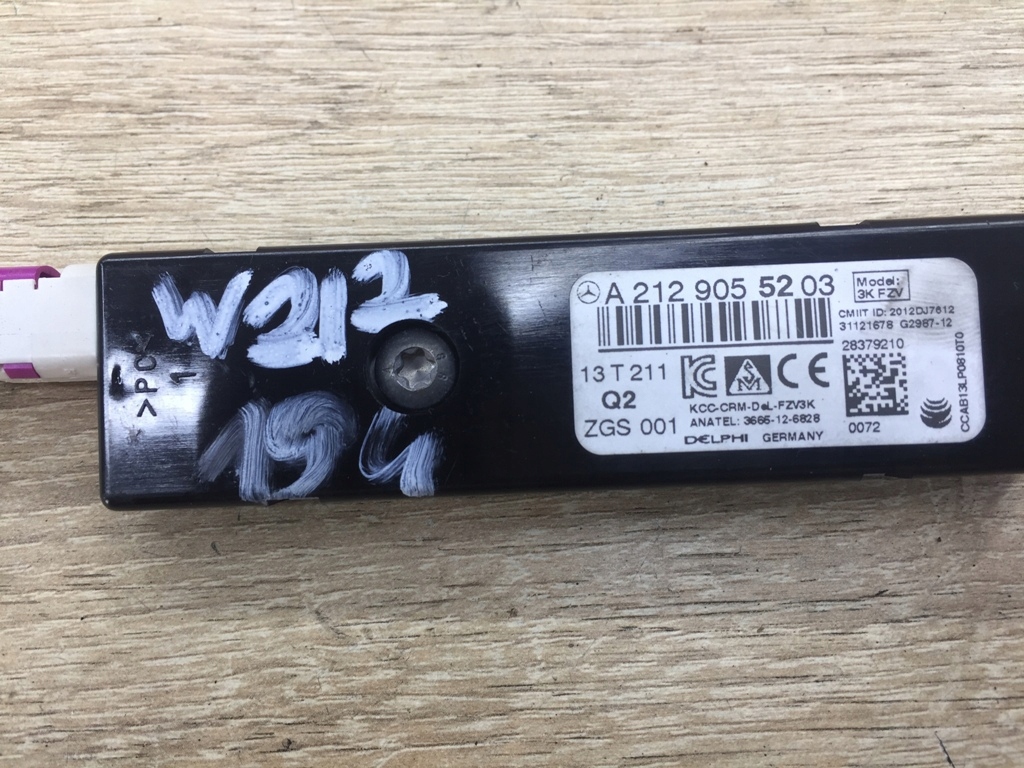 W212
194
>PC
1
A 212 905 52 03
Model:
3K FZV
CMIIT ID: 2012DJ7612
31121678 G2987-12
28379210
13 T 211
Q2
KCC-CRM-DeL-FZV3K
ANATEL: 3666-12-6828
ZGS 001
DELPHI GERMANY
0072
CCAB13LP0810T0